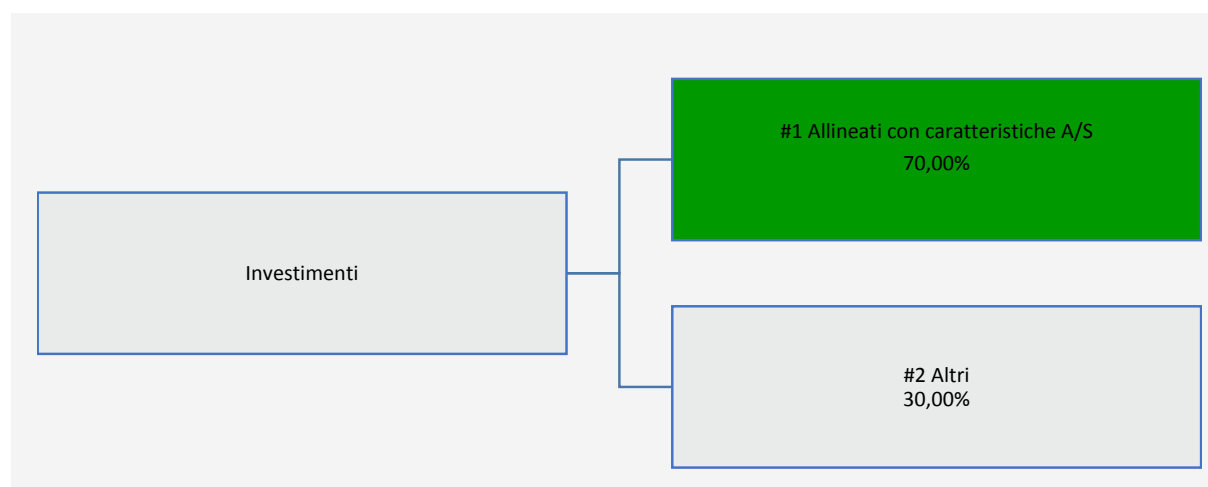 #1 Allineati con caratteristiche A/S
70,00%
Investimenti
#2 Altri
30,00%